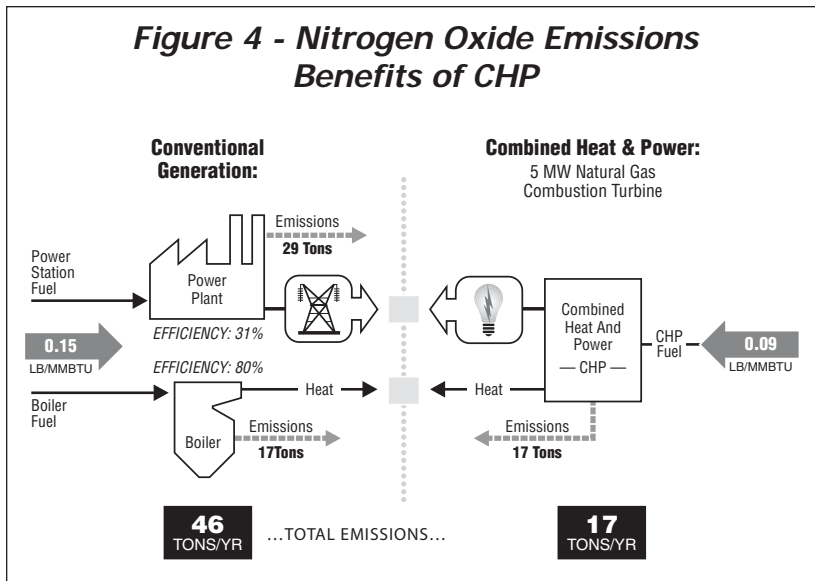 Figure 4 - Nitrogen Oxide Emissions
Benefits of CHP
Conventional
Generation:
Combined Heat & Power:
5 MW Natural Gas
Combustion Turbine
Emissions
29 Tons
Power
Station
Fuel
Power
Plant
EFFICIENCY: 31%
0.15
LB/MMBTU
EFFICIENCY: 80%
Boiler
Fuel
Boiler
Heat
Emissions
17Tons
Combined
Heat And
Power
— CHP —
CHP
Fuel
0.09
LB/MMBTU
Heat
Emissions
17 Tons
46
TONS/YR
...TOTAL EMISSIONS...
17
TONS/YR